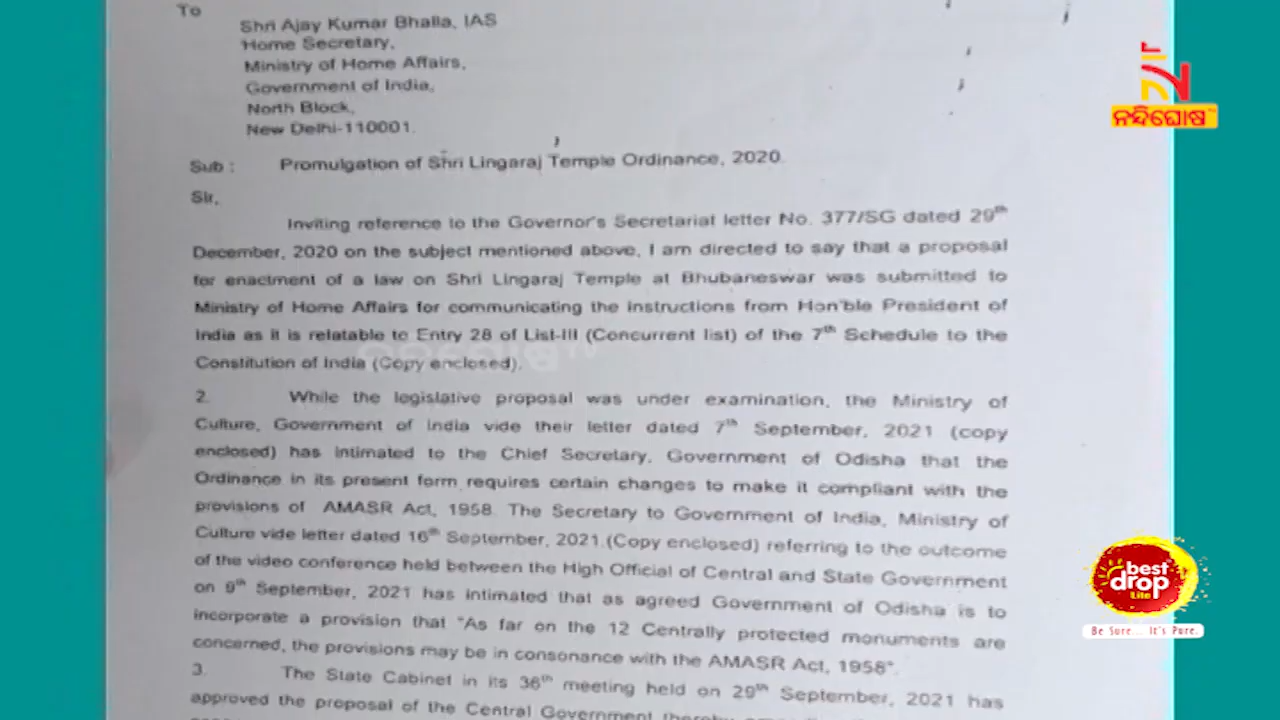 To
Shri Ajay Kumar Bhalla, IAS
Home Secretary,
Ministry of Home Affairs,
Government of India,
North Block,
New Delhi-110001.
Sub : Promulgation of Shri Lingaraj Temple Ordinance, 2020.
Sir,
Inviting reference to the Governor's Secretariat letter No. 377/SG dated 29th
December, 2020 on the subject mentioned above, I am directed to say that a proposal
for enactment of a law on Shri Lingaraj Temple at Bhubaneswar was submitted to
Ministry of Home Affairs for communicating the instructions from Hon'ble President of
India as it is relatable to Entry 28 of List-III (Concurrent list) of the 7th Schedule to the
Constitution of India (Copy enclosed).
2. While the legislative proposal was under examination, the Ministry of
Culture, Government of India vide their letter dated 7th September, 2021 (copy
enclosed) has intimated to the Chief Secretary, Government of Odisha that the
Ordinance in its present form requires certain changes to make it compliant with the
provisions of AMASR Act, 1958. The Secretary to Government of India, Ministry of
Culture vide letter dated 16th September, 2021 (Copy enclosed) referring to the outcome
of the video conference held between the High Official of Central and State Government
on 9th September, 2021 has intimated that as agreed Government of Odisha is to
incorporate a provision that "As far on the 12 Centrally protected monuments are
concerned, the provisions may be in consonance with the AMASR Act, 1958".
3. The State Cabinet in its 36th meeting held on 29th September, 2021 has
approved the proposal of the Central Government thereby
ନନ୍ଦିଘୋଷ
best
drop
Lite
Be Sure... It's Pure.